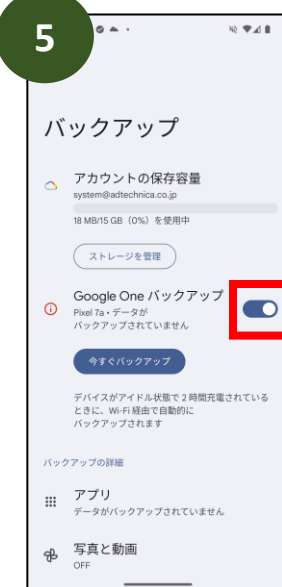 5
バックアップ
アカウントの保存容量
system@adtechnica.co.jp
18 MB/15 GB（0%）を使用中
ストレージを管理
Google One バックアップ
Pixel 7a・データが
バックアップされていません
今すぐバックアップ
デバイスがアイドル状態で 2 時間充電されている
ときに、Wi-Fi 経由で自動的に
バックアップされます
バックアップの詳細
アプリ
データがバックアップされていません
写真と動画
OFF